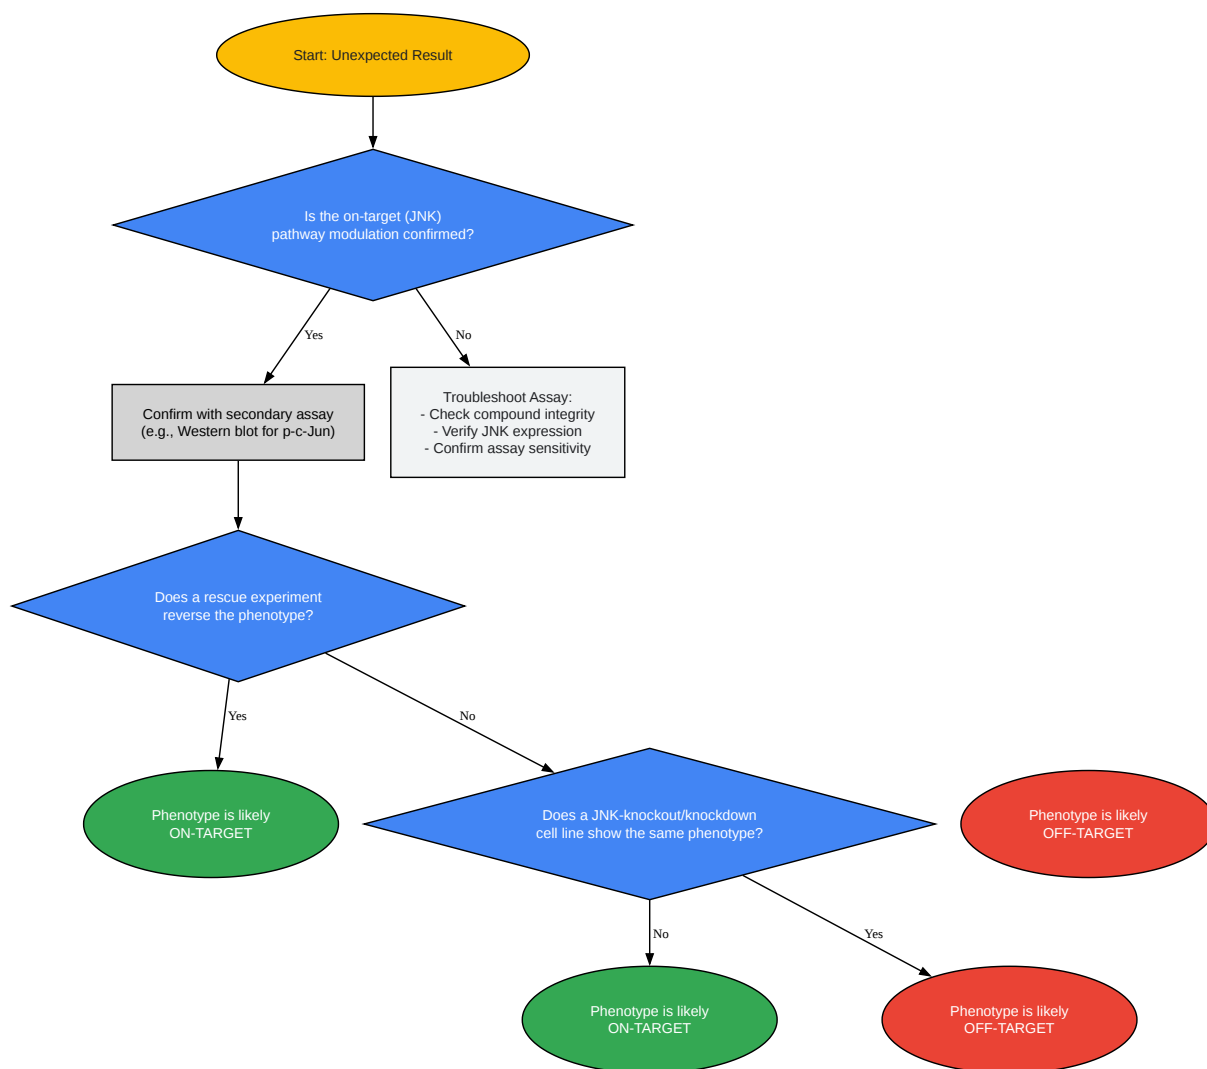 Start: Unexpected Result
Is the on-target (JNK)
pathway modulation confirmed?
Yes
No
Confirm with secondary assay
(e.g., Western blot for p-c-Jun)
Troubleshoot Assay:
- Check compound integrity
- Verify JNK expression
- Confirm assay sensitivity
Does a rescue experiment
reverse the phenotype?
Yes
No
Phenotype is likely
ON-TARGET
Does a JNK-knockout/knockdown
cell line show the same phenotype?
Phenotype is likely
OFF-TARGET
No
Yes
Phenotype is likely
ON-TARGET
Phenotype is likely
OFF-TARGET